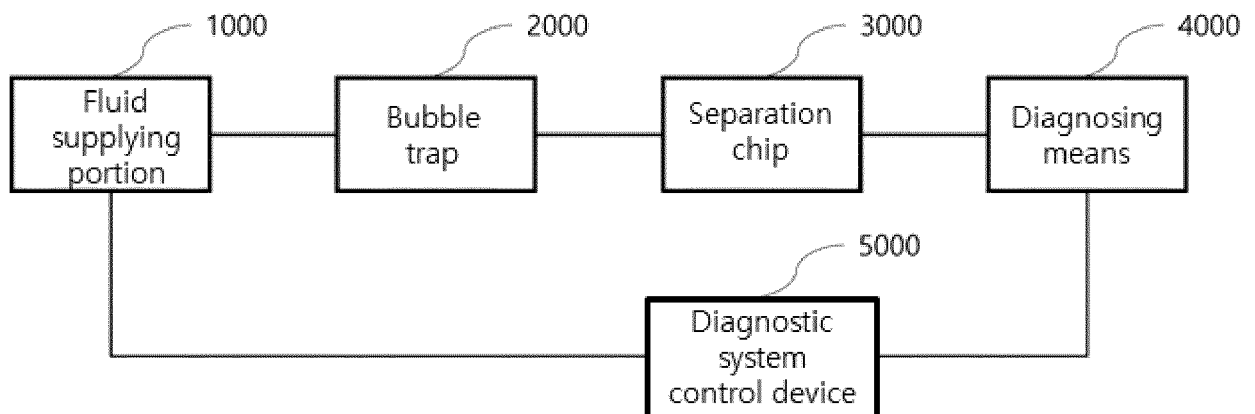 1000
2000
3000
4000
Fluid
supplying
portion
Bubble
trap
Separation
chip
Diagnosing
means
5000
Diagnostic
system
control device